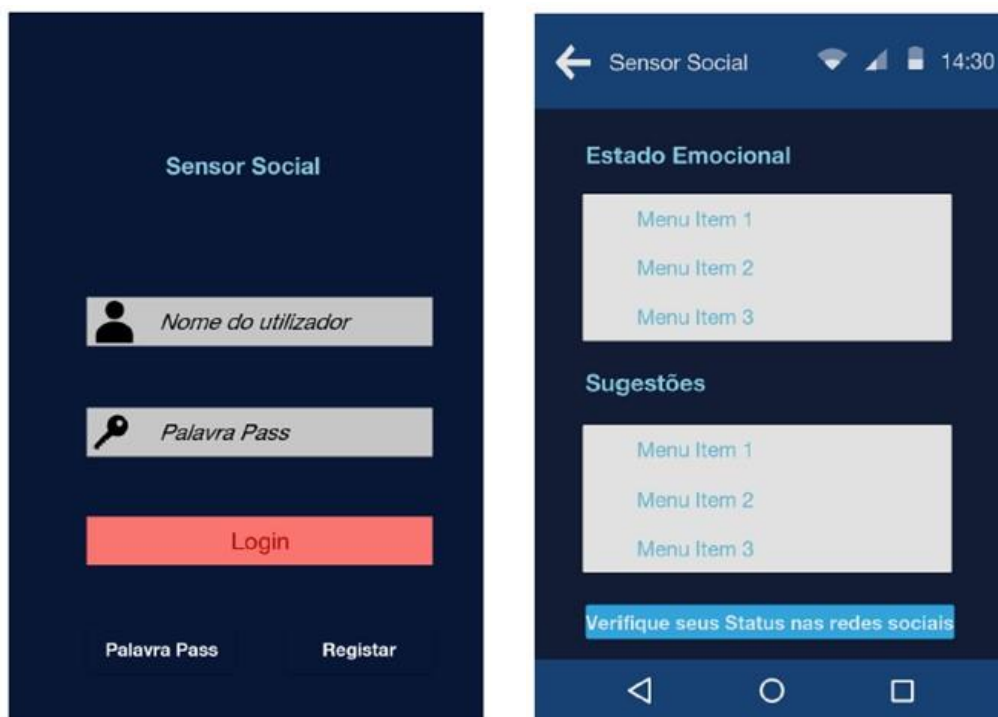 Sensor Social
Nome do utilizador
Palavra Pass
Login
Palavra Pass Registar
Sensor Social 14:30
Estado Emocional
Menu Item 1
Menu Item 2
Menu Item 3
Sugestões
Menu Item 1
Menu Item 2
Menu Item 3
Verifique seus Status nas redes sociais